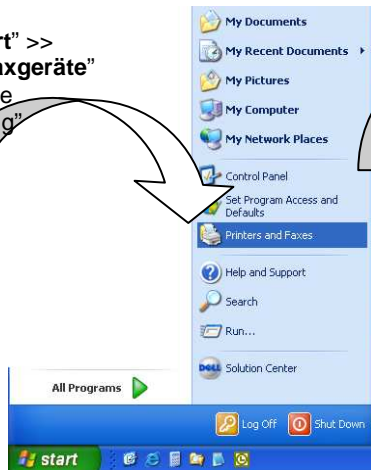 rt” >>
axgeräte”
e
g”
My Documents
My Recent Documents
My Pictures
My Computer
My Network Places
Control Panel
Set Program Access and
Defaults
Printers and Faxes
Help and Support
Search
Run...
DELL Solution Center
All Programs
Log Off Shut Down
start